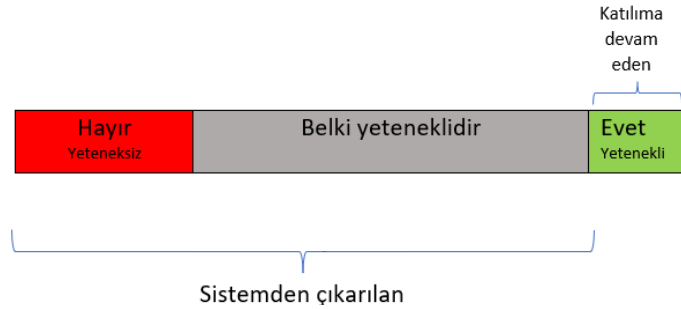 Katılıma
devam
eden
Hayır
Yeteneksiz
Belki yeteneklidir
Evet
Yetenekli
Sistemden çıkarılan